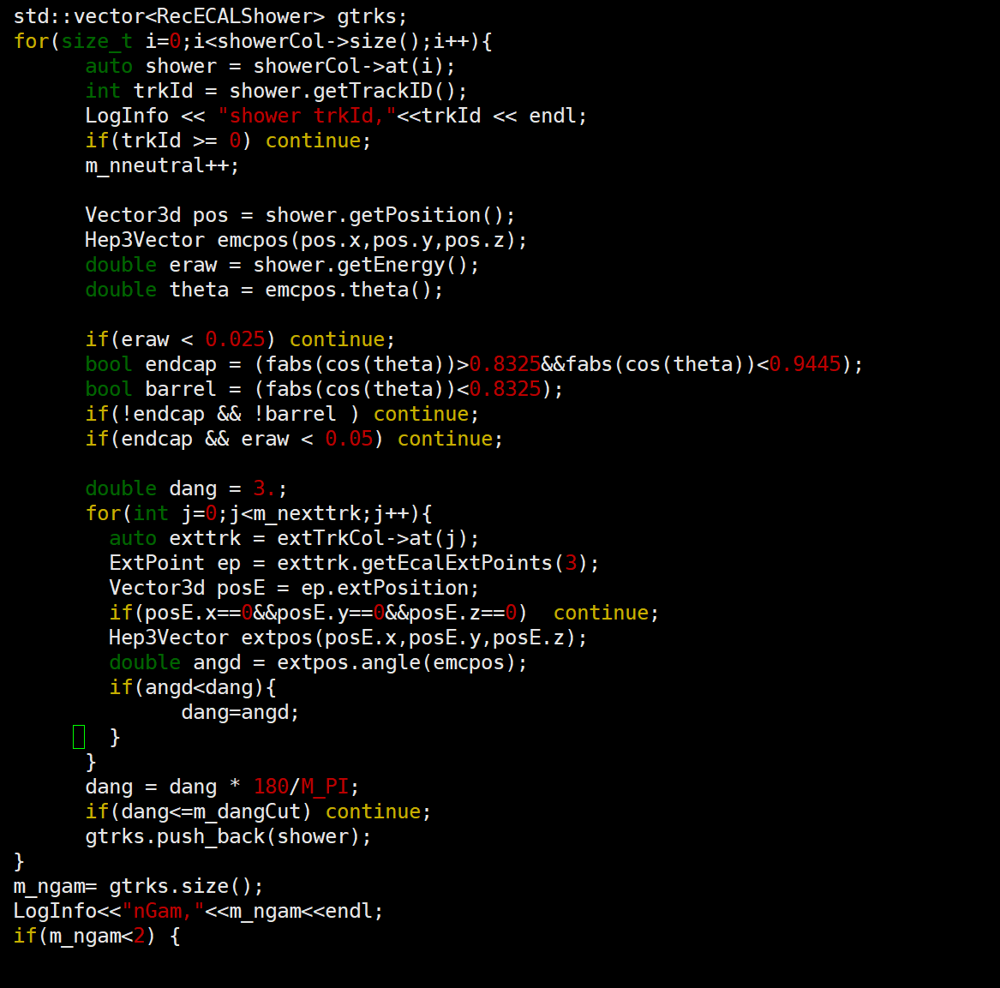 std::vector<RecECALShower> gtrks;
for(size_t i=0;i<showerCol->size();i++){
auto shower = showerCol->at(i);
int trkId = shower.getTrackID();
LogInfo << "shower trkId,"<<trkId << endl;
if(trkId >= 0) continue;
m_nneutral++;
Vector3d pos = shower.getPosition();
Hep3Vector emcpos(pos.x,pos.y,pos.z);
double eraw = shower.getEnergy();
double theta = emcpos.theta();
if(eraw < 0.025) continue;
bool endcap = (fabs(cos(theta))>0.8325&&fabs(cos(theta))<0.9445);
bool barrel = (fabs(cos(theta))<0.8325);
if(!endcap && !barrel ) continue;
if(endcap && eraw < 0.05) continue;
double dang = 3.;
for(int j=0;j<m_nexttrk;j++){
auto exttrk = extTrkCol->at(j);
ExtPoint ep = exttrk.getEcalExtPoints(3);
Vector3d posE = ep.extPosition;
if(posE.x==0&&posE.y==0&&posE.z==0)  continue;
Hep3Vector extpos(posE.x,posE.y,posE.z);
double angd = extpos.angle(emcpos);
if(angd<dang){
dang=angd;
}
}
dang = dang * 180/M_PI;
if(dang<=m_dangCut) continue;
gtrks.push_back(shower);
}
m_ngam= gtrks.size();
LogInfo<<"nGam,"<<m_ngam<<endl;
if(m_ngam<2) {